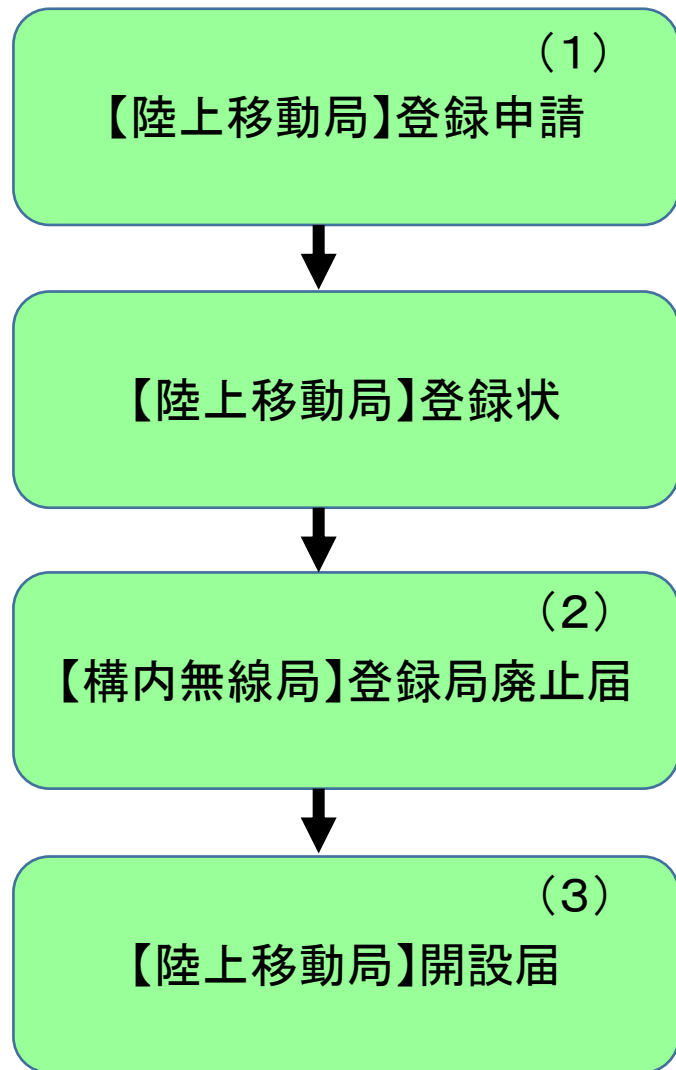 （１）
【陸上移動局】登録申請
【陸上移動局】登録状
（２）
【構内無線局】登録局廃止届
（３）
【陸上移動局】開設届